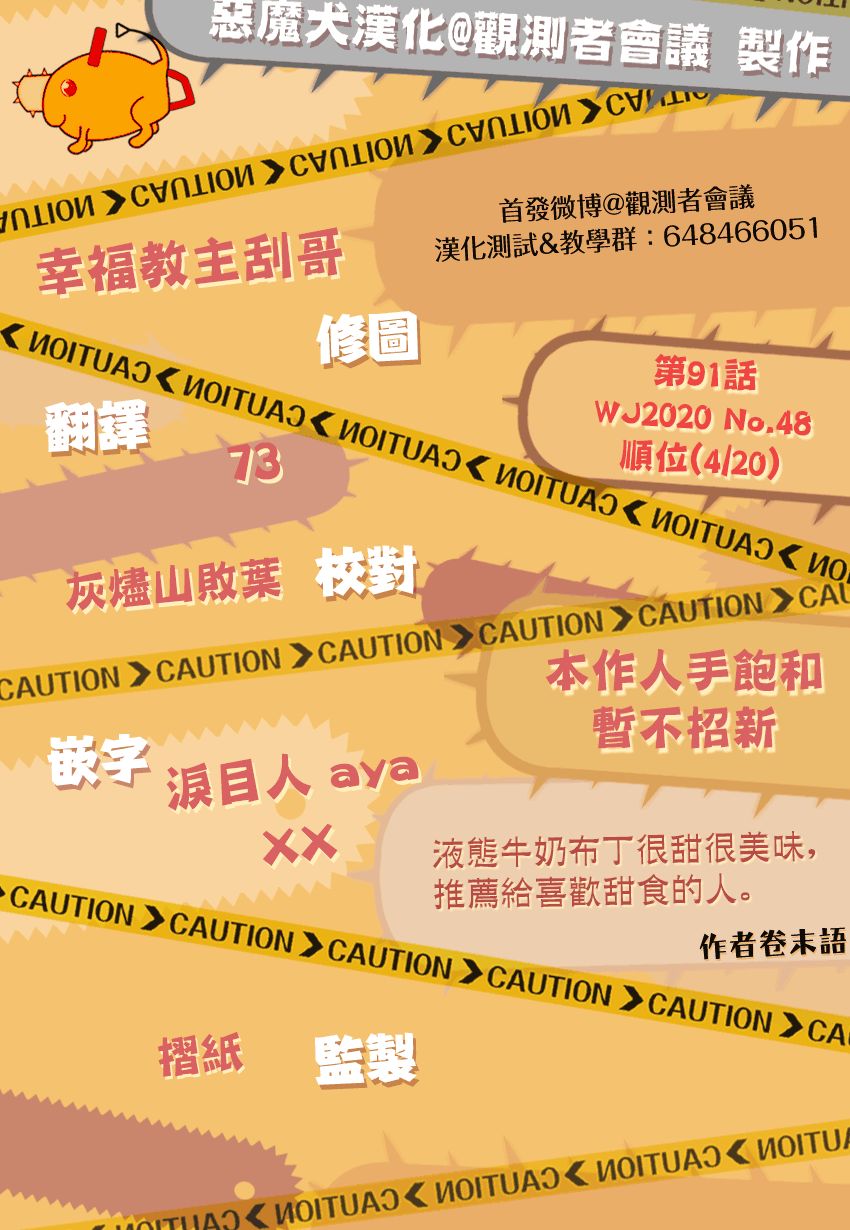 惡魔犬漢化@觀測者會議 製作
CAUTION CAUTION CAUTION CAUTION
首發微博@觀測者會議
漢化測試&教學群：648466051
幸福教主刮哥
修圖
CAUTION CAUTION CAUTION CAUTION CAUTION
第91話
WJ2020 No.48
順位(4/20)
翻譯
73
灰燼山敗葉 校對
CAUTION CAUTION CAUTION CAUTION CAUTION
本作人手飽和
暫不招新
嵌字
淚目人 aya
××
液態牛奶布丁很甜很美味，
推薦給喜歡甜食的人。
作者卷末語
CAUTION CAUTION CAUTION CAUTION CAUTION
摺紙 監製
CAUTION CAUTION CAUTION CAUTION